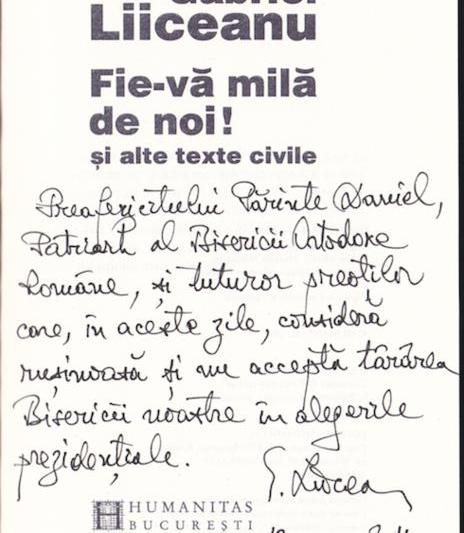 Gabriel
Liiceanu
Fie-vă milă
de noi!
și alte texte civile
Preafericitului Părinte Daniel,
Patriarh al Bisericii Ortodoxe
Române, și tuturor preoților
care, în aceste zile, consideră
rușinoasă și nu acceptă târârea
Bisericii noastre în alegerile
prezidențiale.
G. Liicean
HUMANITAS
BUCUREȘTI